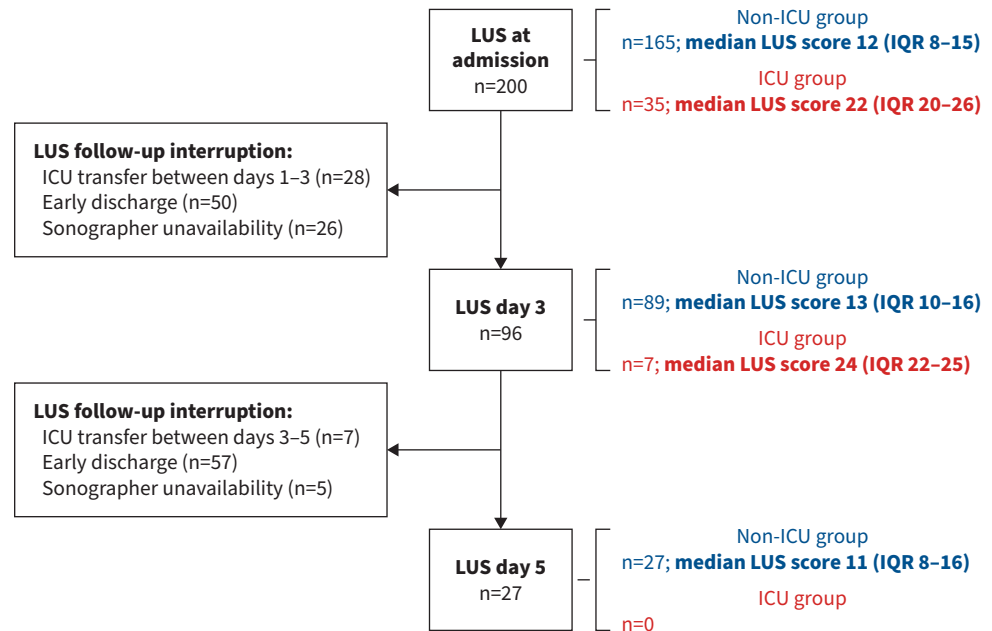 LUS at
admission
n=200
Non-ICU group
n=165; median LUS score 12 (IQR 8–15)
ICU group
n=35; median LUS score 22 (IQR 20–26)
LUS follow-up interruption:
ICU transfer between days 1–3 (n=28)
Early discharge (n=50)
Sonographer unavailability (n=26)
LUS day 3
n=96
Non-ICU group
n=89; median LUS score 13 (IQR 10–16)
ICU group
n=7; median LUS score 24 (IQR 22–25)
LUS follow-up interruption:
ICU transfer between days 3–5 (n=7)
Early discharge (n=57)
Sonographer unavailability (n=5)
LUS day 5
n=27
Non-ICU group
n=27; median LUS score 11 (IQR 8–16)
ICU group
n=0